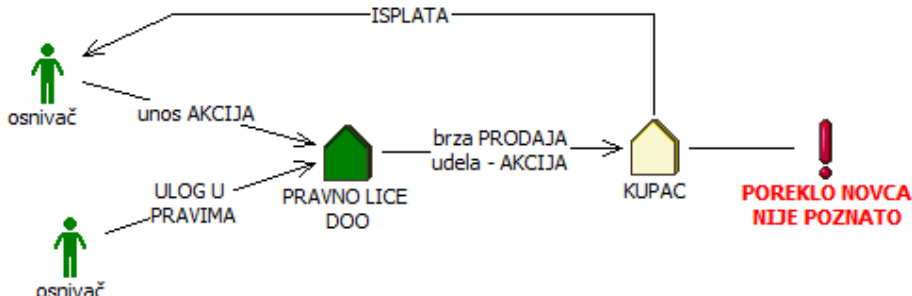 ISPLATA
osnivač
unos AKCIJA
brza PRODAJA
udela - AKCIJA
ULOG U
PRAVIMA
PRAVNO LICE
DOO
KUPAC
POREKLO NOVCA
NIJE POZNATO
osnivač